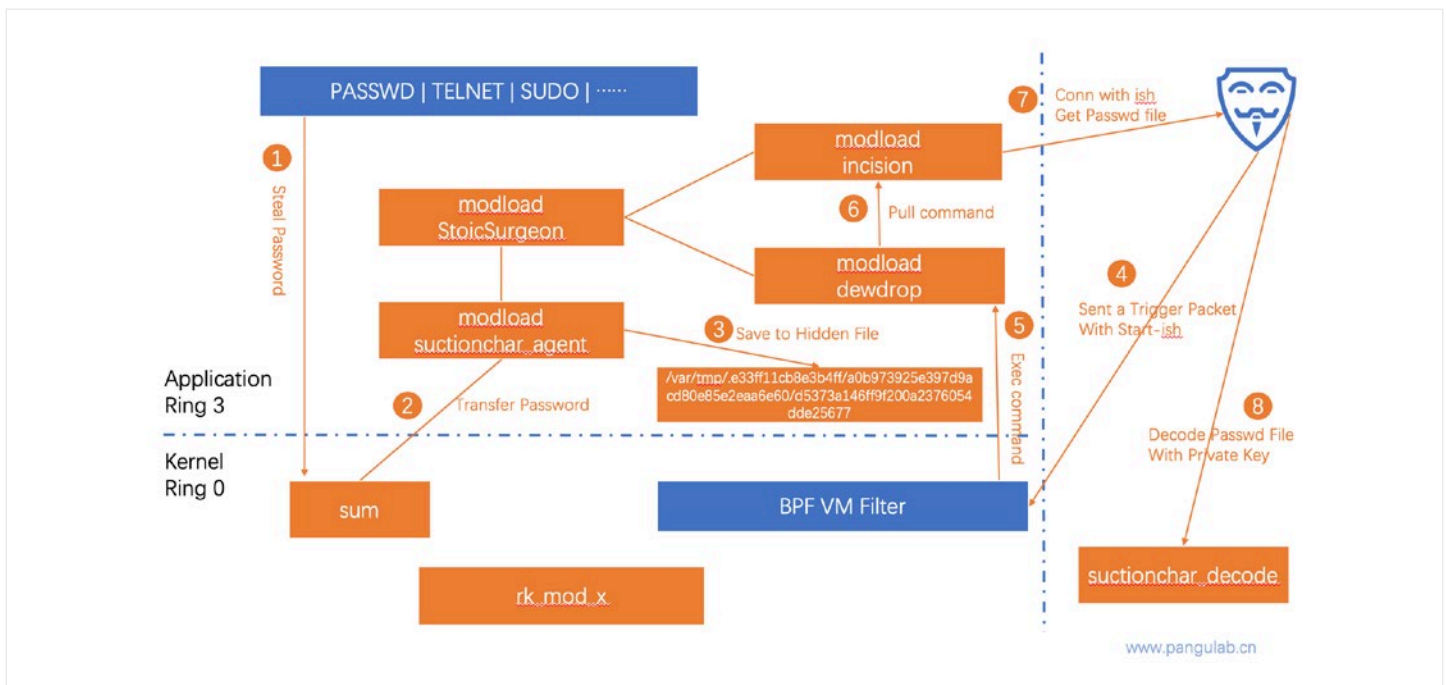 PASSWD | TELNET | SUDO | ······
1
Steal Password
modload
StoicSurgeon
modload
suctionchar_agent
2
Transfer Password
modload
incision
6
Pull command
modload
dewdrop
3
Save to Hidden File
/var/tmp/.e33ff11cb8e3b4ff/a0b973925e397d9a
cd80e85e2eaa6e60/d5373a146ff9f200a2376054
dde25677
5
Exec command
7
Conn with ish
Get Passwd file
4
Sent a Trigger Packet
With Start-ish
8
Decode Passwd File
With Private Key
Application
Ring 3
Kernel
Ring 0
sum
BPF VM Filter
rk_mod_x
suctionchar_decode
www.pangulab.cn